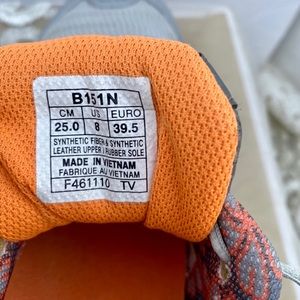 B151N
CM US EURO
25.0 8 39.5
SYNTHETIC FIBER & SYNTHETIC
LEATHER UPPER / RUBBER SOLE
MADE IN VIETNAM
FABRIQUE AU VIETNAM
F461110 TV